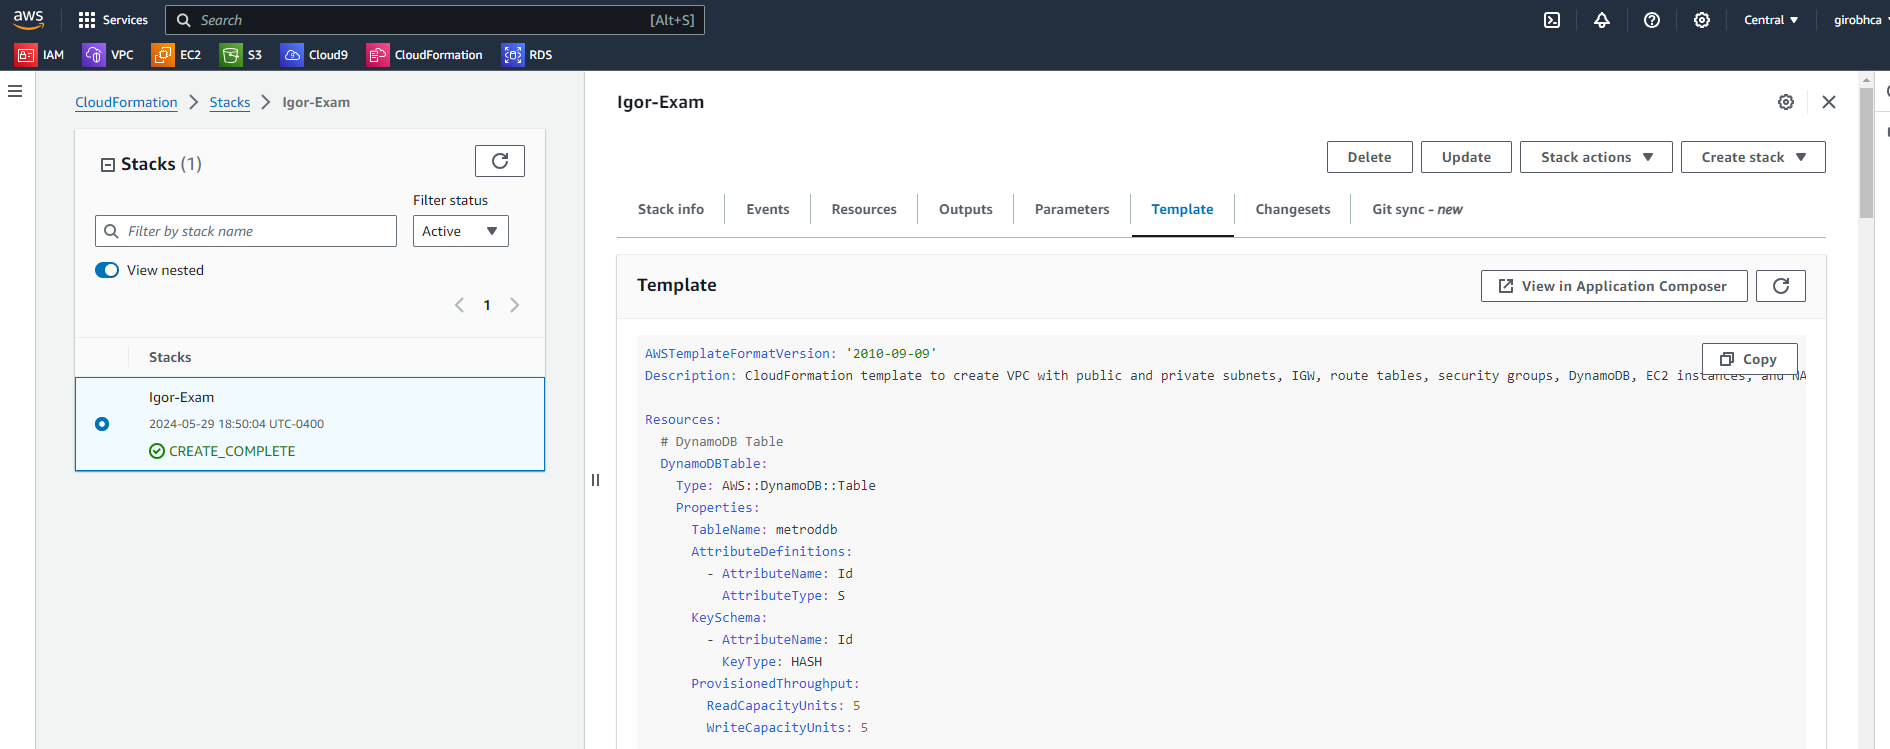 aws
Services
Search
[Alt+S]
Central
girobhca
IAM
VPC
EC2
S3
Cloud9
CloudFormation
RDS
CloudFormation
Stacks
Igor-Exam
Stacks (1)
Filter status
Filter by stack name
Active
View nested
1
Stacks
Igor-Exam
2024-05-29 18:50:04 UTC-0400
CREATE_COMPLETE
Igor-Exam
Delete
Update
Stack actions
Create stack
Stack info
Events
Resources
Outputs
Parameters
Template
Changesets
Git sync - new
Template
View in Application Composer
Copy
AWSTemplateFormatVersion: '2010-09-09'
Description: CloudFormation template to create VPC with public and private subnets, IGW, route tables, security groups, DynamoDB, EC2 instances, and NA
Resources:
# DynamoDB Table
DynamoDBTable:
Type: AWS::DynamoDB::Table
Properties:
TableName: metroddb
AttributeDefinitions:
- AttributeName: Id
AttributeType: S
KeySchema:
- AttributeName: Id
KeyType: HASH
ProvisionedThroughput:
ReadCapacityUnits: 5
WriteCapacityUnits: 5